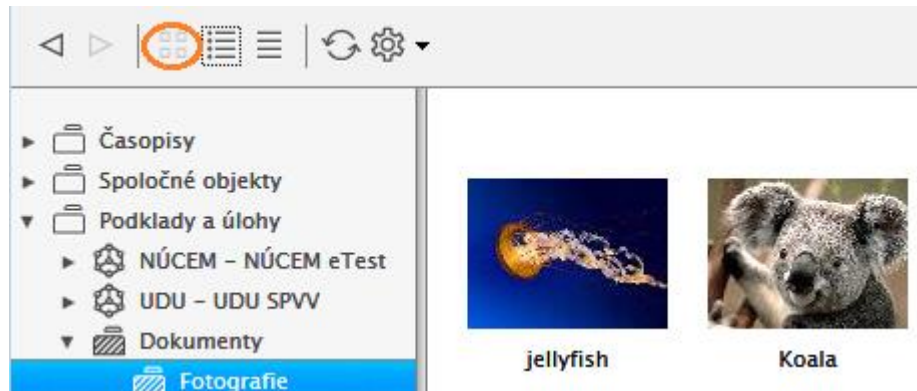 Časopisy
Spoločné objekty
Podklady a úlohy
NÚCEM – NÚCEM eTest
UDU – UDU SPVV
Dokumenty
Fotografie
jellyfish
Koala